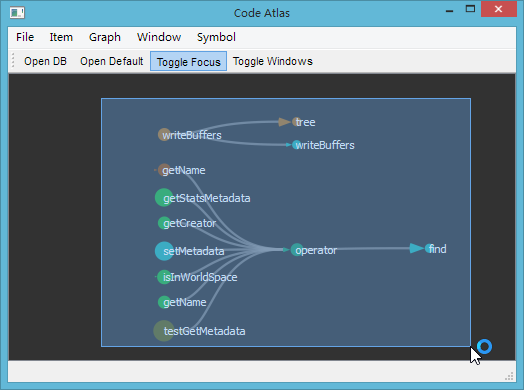 Code Atlas
File Item Graph Window Symbol
Open DB Open Default Toggle Focus Toggle Windows
tree
writeBuffers
writeBuffers
getName
getStatsMetadata
getCreator
setMetadata operator find
isInWorldSpace
getName
testGetMetadata